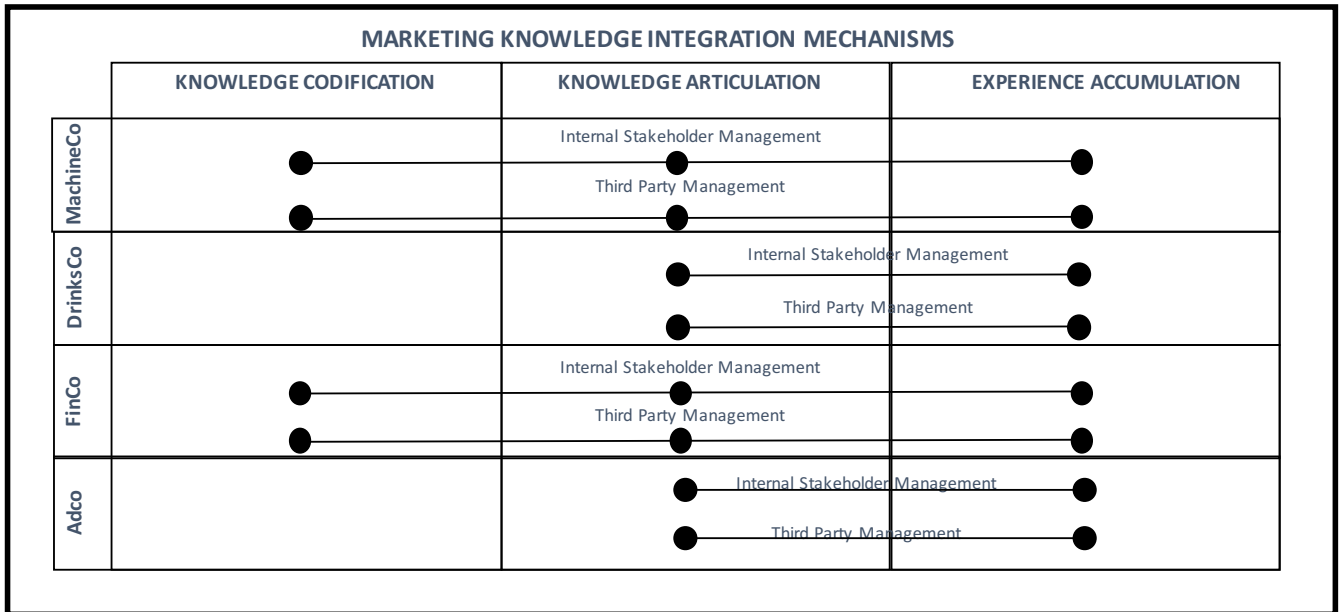 MARKETING KNOWLEDGE INTEGRATION MECHANISMS
KNOWLEDGE CODIFICATION
KNOWLEDGE ARTICULATION
EXPERIENCE ACCUMULATION
MachineCo
Internal Stakeholder Management
Third Party Management
DrinksCo
Internal Stakeholder Management
Third Party Management
FinCo
Internal Stakeholder Management
Third Party Management
Adco
Internal Stakeholder Management
Third Party Management